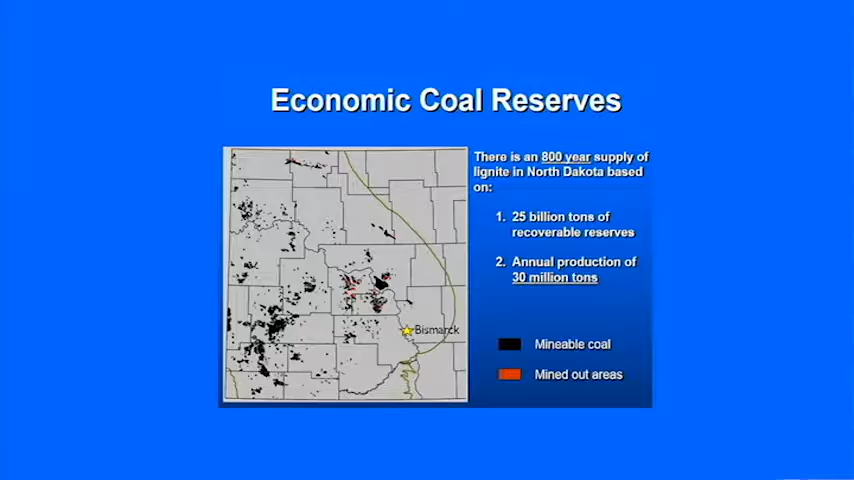 Economic Coal Reserves
There is an 800 year supply of
lignite in North Dakota based
on:
1. 25 billion tons of
recoverable reserves
2. Annual production of
30 million tons
Bismarck
Mineable coal
Mined out areas